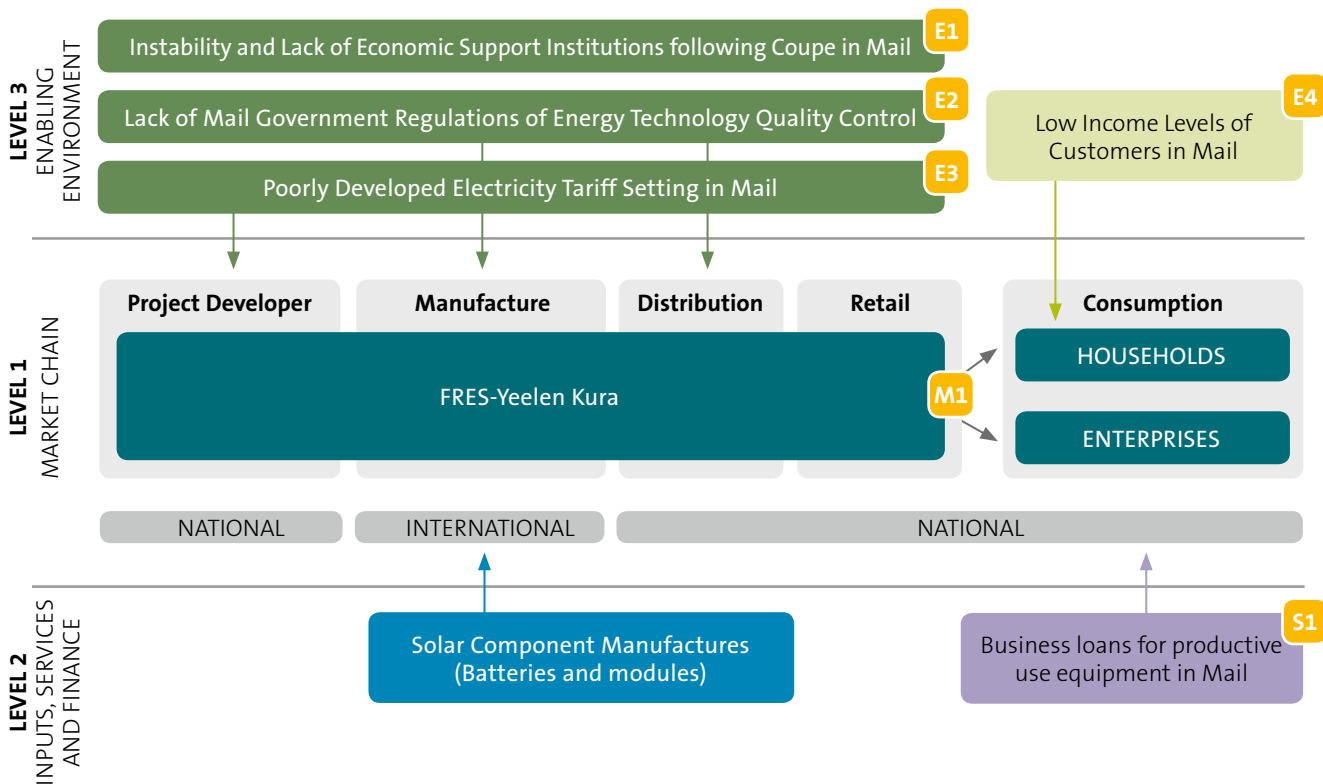 LEVEL 3
ENABLING
ENVIRONMENT
Instability and Lack of Economic Support Institutions following Coupe in Mail
E1
Lack of Mail Government Regulations of Energy Technology Quality Control
E2
Poorly Developed Electricity Tariff Setting in Mail
E3
Low Income Levels of
Customers in Mail
E4
LEVEL 1
MARKET CHAIN
Project Developer
Manufacture
Distribution
Retail
Consumption
FRES-Yeelen Kura
M1
HOUSEHOLDS
ENTERPRISES
NATIONAL
INTERNATIONAL
NATIONAL
LEVEL 2
INPUTS, SERVICES
AND FINANCE
Solar Component Manufactures
(Batteries and modules)
Business loans for productive
use equipment in Mail
S1